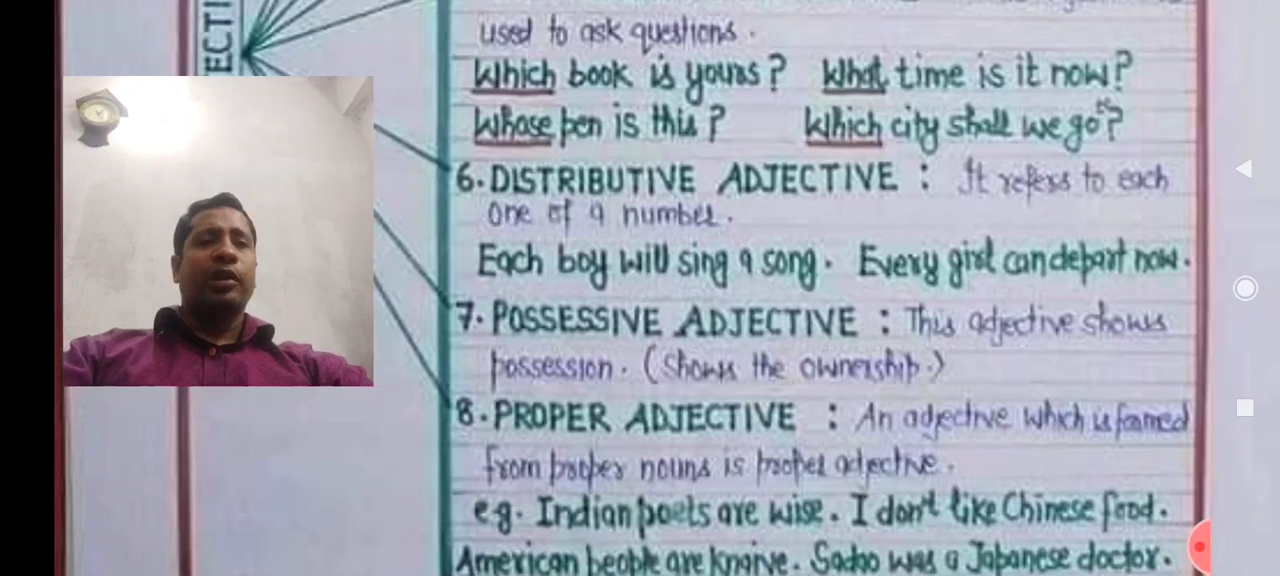 ECTI
used to ask questions.
Which book is yours? What time is it now?
Whose pen is this? Which city shall we go to?
6. DISTRIBUTIVE ADJECTIVE : It refers to each
one of a number.
Each boy will sing a song. Every girl can depart now.
7. POSSESSIVE ADJECTIVE : This adjective shows
possession. (Shows the ownership.)
8. PROPER ADJECTIVE : An adjective which is formed
from proper nouns is proper adjective.
e.g. Indian poets are wise. I don't like Chinese food.
American people are knaive. Sadao was a Japanese doctor.